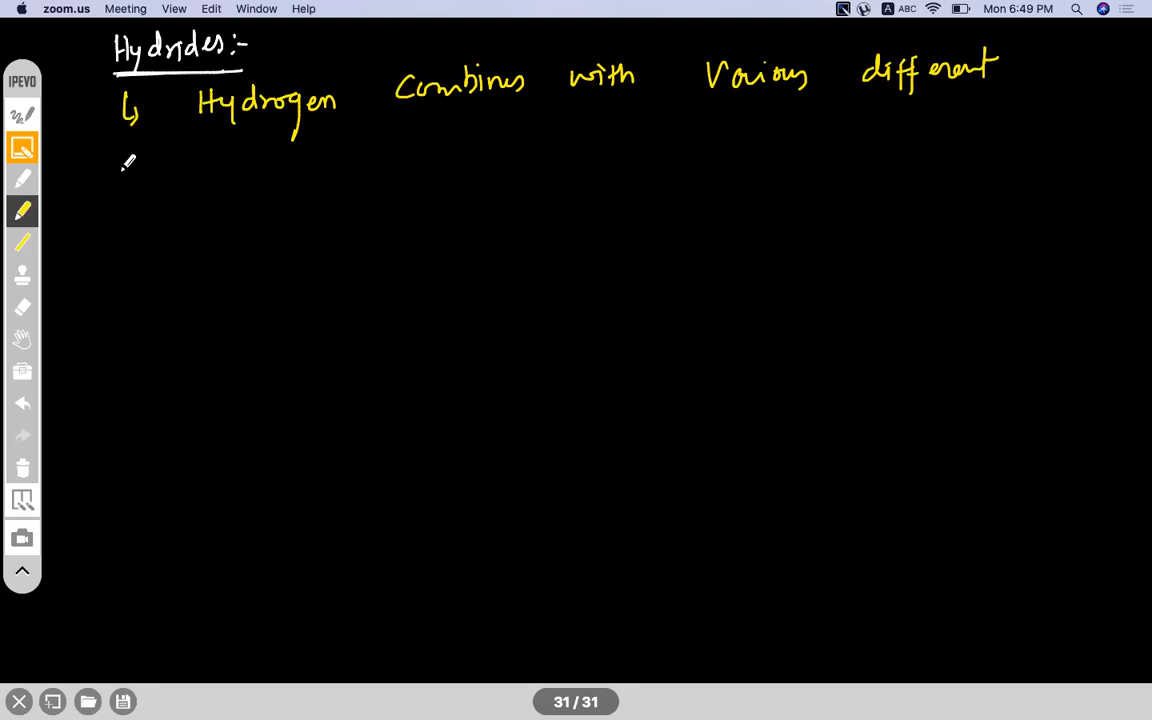 zoom.us Meeting View Edit Window Help A ABC Mon 6:49 PM
Hydrides:-
Hydrogen Combines with Various different
IPEVO
31 / 31